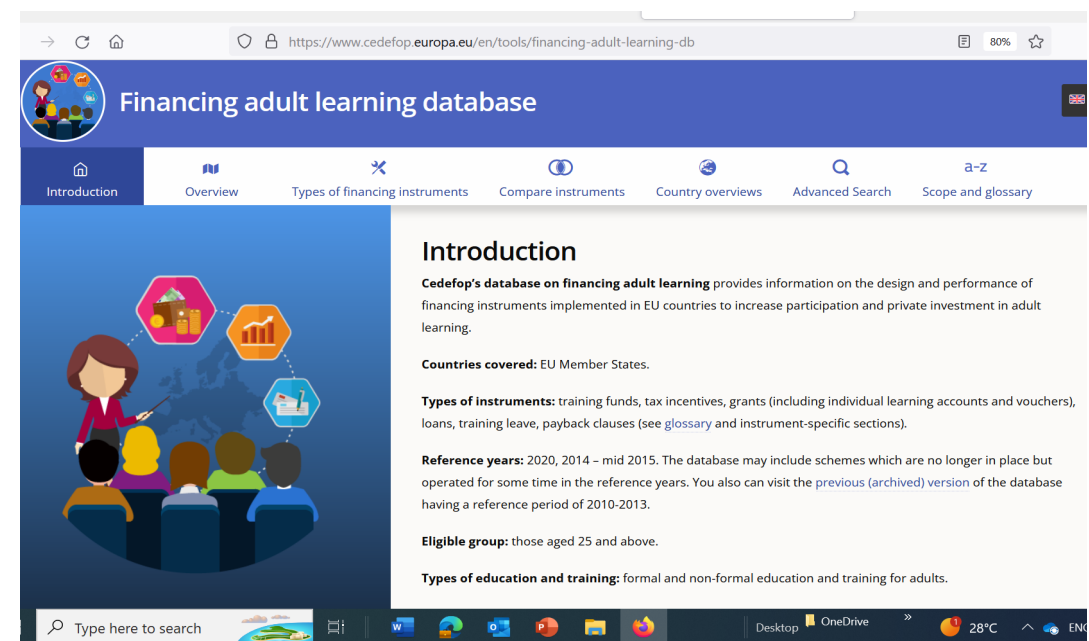 https://www.cedefop.europa.eu/en/tools/financing-adult-learning-db
80%
Financing adult learning database
Introduction
Overview
Types of financing instruments
Compare instruments
Country overviews
Advanced Search
a-z
Scope and glossary
Introduction
Cedefop's database on financing adult learning provides information on the design and performance of
financing instruments implemented in EU countries to increase participation and private investment in adult
learning.
Countries covered: EU Member States.
Types of instruments: training funds, tax incentives, grants (including individual learning accounts and vouchers),
loans, training leave, payback clauses (see glossary and instrument-specific sections).
Reference years: 2020, 2014 – mid 2015. The database may include schemes which are no longer in place but
operated for some time in the reference years. You also can visit the previous (archived) version of the database
having a reference period of 2010-2013.
Eligible group: those aged 25 and above.
Types of education and training: formal and non-formal education and training for adults.
Type here to search
Desktop
OneDrive
1
28°C
ENG